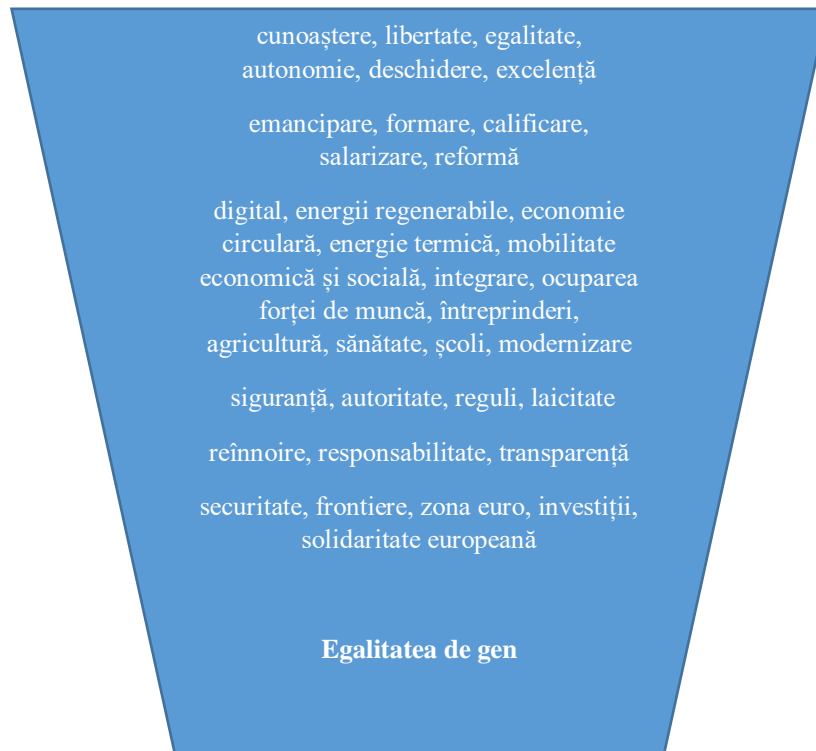 cunoaștere, libertate, egalitate,
autonomie, deschidere, excelență
emancipare, formare, calificare,
salarizare, reformă
digital, energii regenerabile, economie
circulară, energie termică, mobilitate
economică și socială, integrare, ocuparea
forței de muncă, întreprinderi,
agricultură, sănătate, școli, modernizare
siguranță, autoritate, reguli, laicitate
reînnoire, responsabilitate, transparență
securitate, frontiere, zona euro, investiții,
solidaritate europeană
Egalitatea de gen